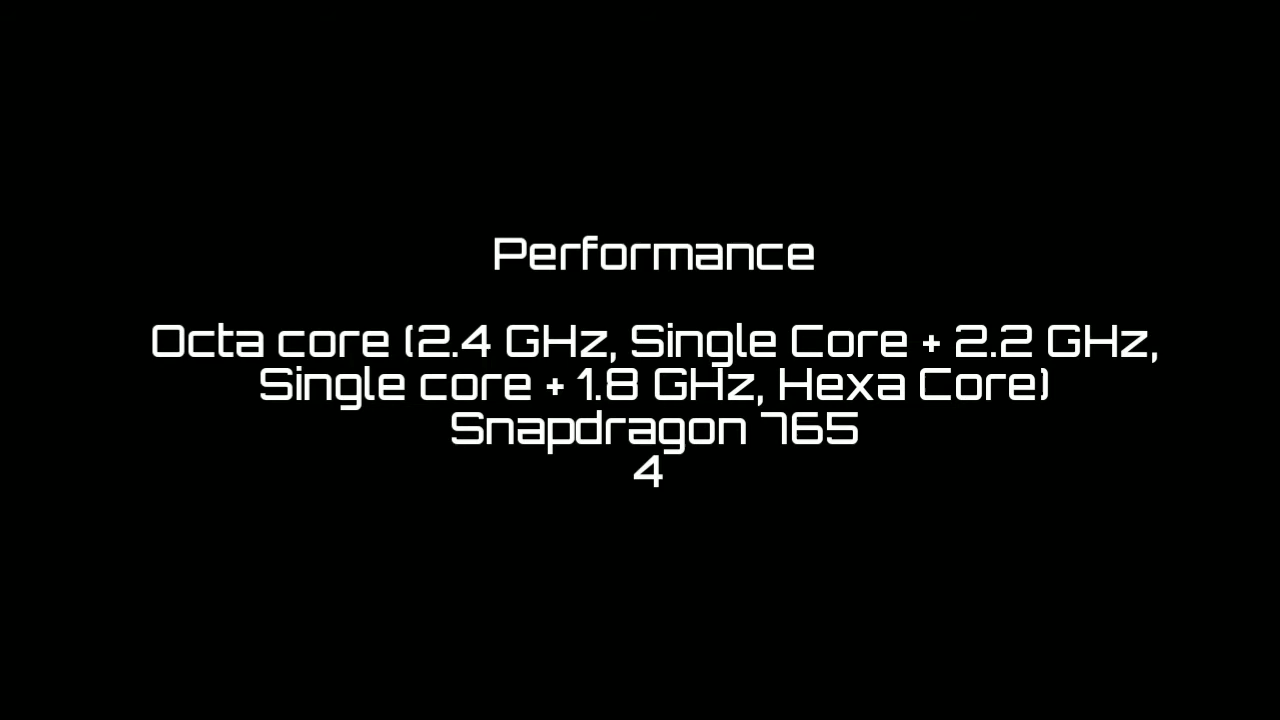 Performance
Octa core (2.4 GHz, Single Core + 2.2 GHz,
Single core + 1.8 GHz, Hexa Core)
Snapdragon 765
4